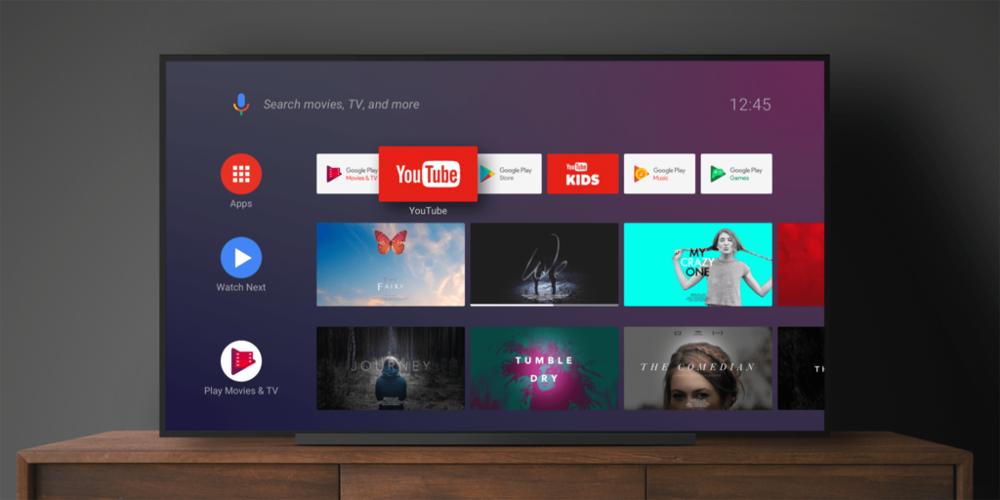 Search movies, TV, and more
12:45
Google Play
Movies & TV
YouTube
Google Play
Store
YouTube
KIDS
Google Play
Music
Google Play
Games
Apps
YouTube
Watch Next
FAIRY
We
MY
CRAZY
ONE
Play Movies & TV
JOURNEY
TUMBLE
DRY
THE COMEDIAN